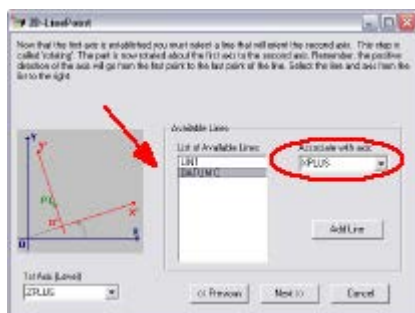 2D-LinePoint
Now that the first axis is established you must select a line that will orient the second axis. This step is
called 'rotating'. The part is now rotated about the first axis to the second axis. Remember, the positive
direction of the axis will go from the first point to the last point of the line. Select the line and axis from the
list to the right.
Available Lines
List of Available Lines:
Associate with axis:
LIN1
XPLUS
DATUMC
Add Line
1st Axis (Level)
ZPLUS
<< Previous
Next >>
Cancel